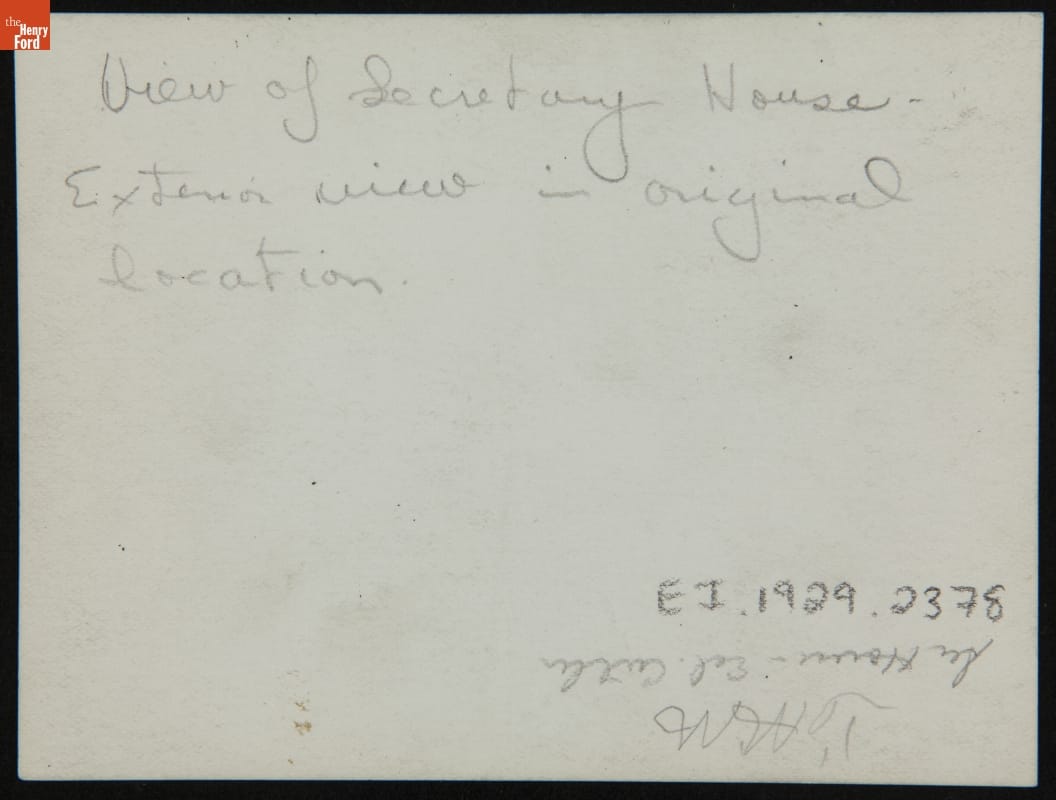 the
Henry
Ford
View of Secretary House -
Exterior view in original
location.
EI.1929.2378